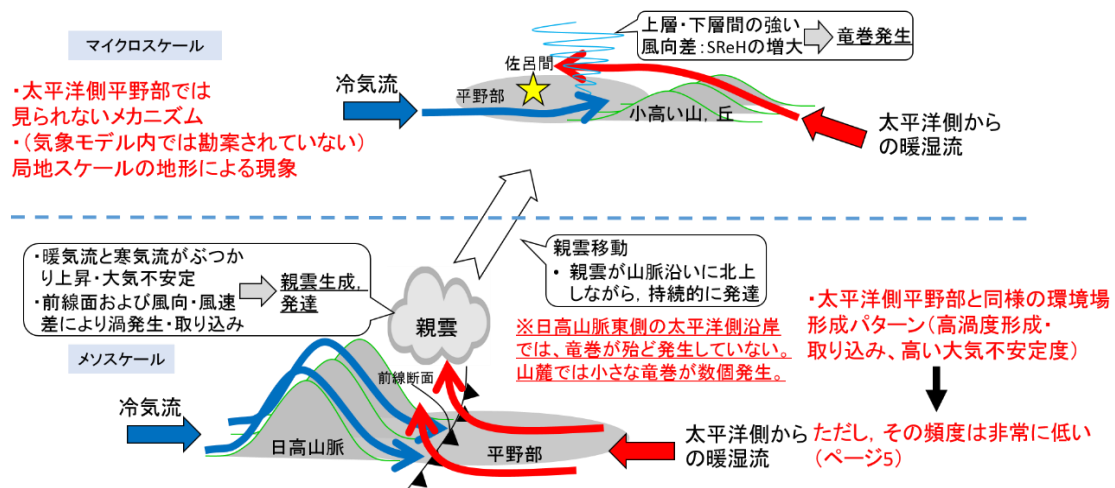 マイクロスケール
・太平洋側平野部では
見られないメカニズム
・（気象モデル内では勘案されていない）
局地スケールの地形による現象
冷気流
平野部
佐呂間
上層・下層間の強い
風向差：SReHの増大
竜巻発生
小高い山，丘
太平洋側から
の暖湿流
・暖気流と寒気流がぶつか
り上昇・大気不安定
・前線面および風向・風速
差により渦発生・取り込み
親雲生成，
発達
親雲
親雲移動
• 親雲が山脈沿いに北上
しながら，持続的に発達
※日高山脈東側の太平洋側沿岸
では、竜巻が殆ど発生していない。
山麓では小さな竜巻が数個発生。
・太平洋側平野部と同様の環境場
形成パターン（高渦度形成・
取り込み、高い大気不安定度）
メソスケール
冷気流
日高山脈
前線断面
平野部
太平洋側から
の暖湿流
ただし，その頻度は非常に低い
（ページ5）